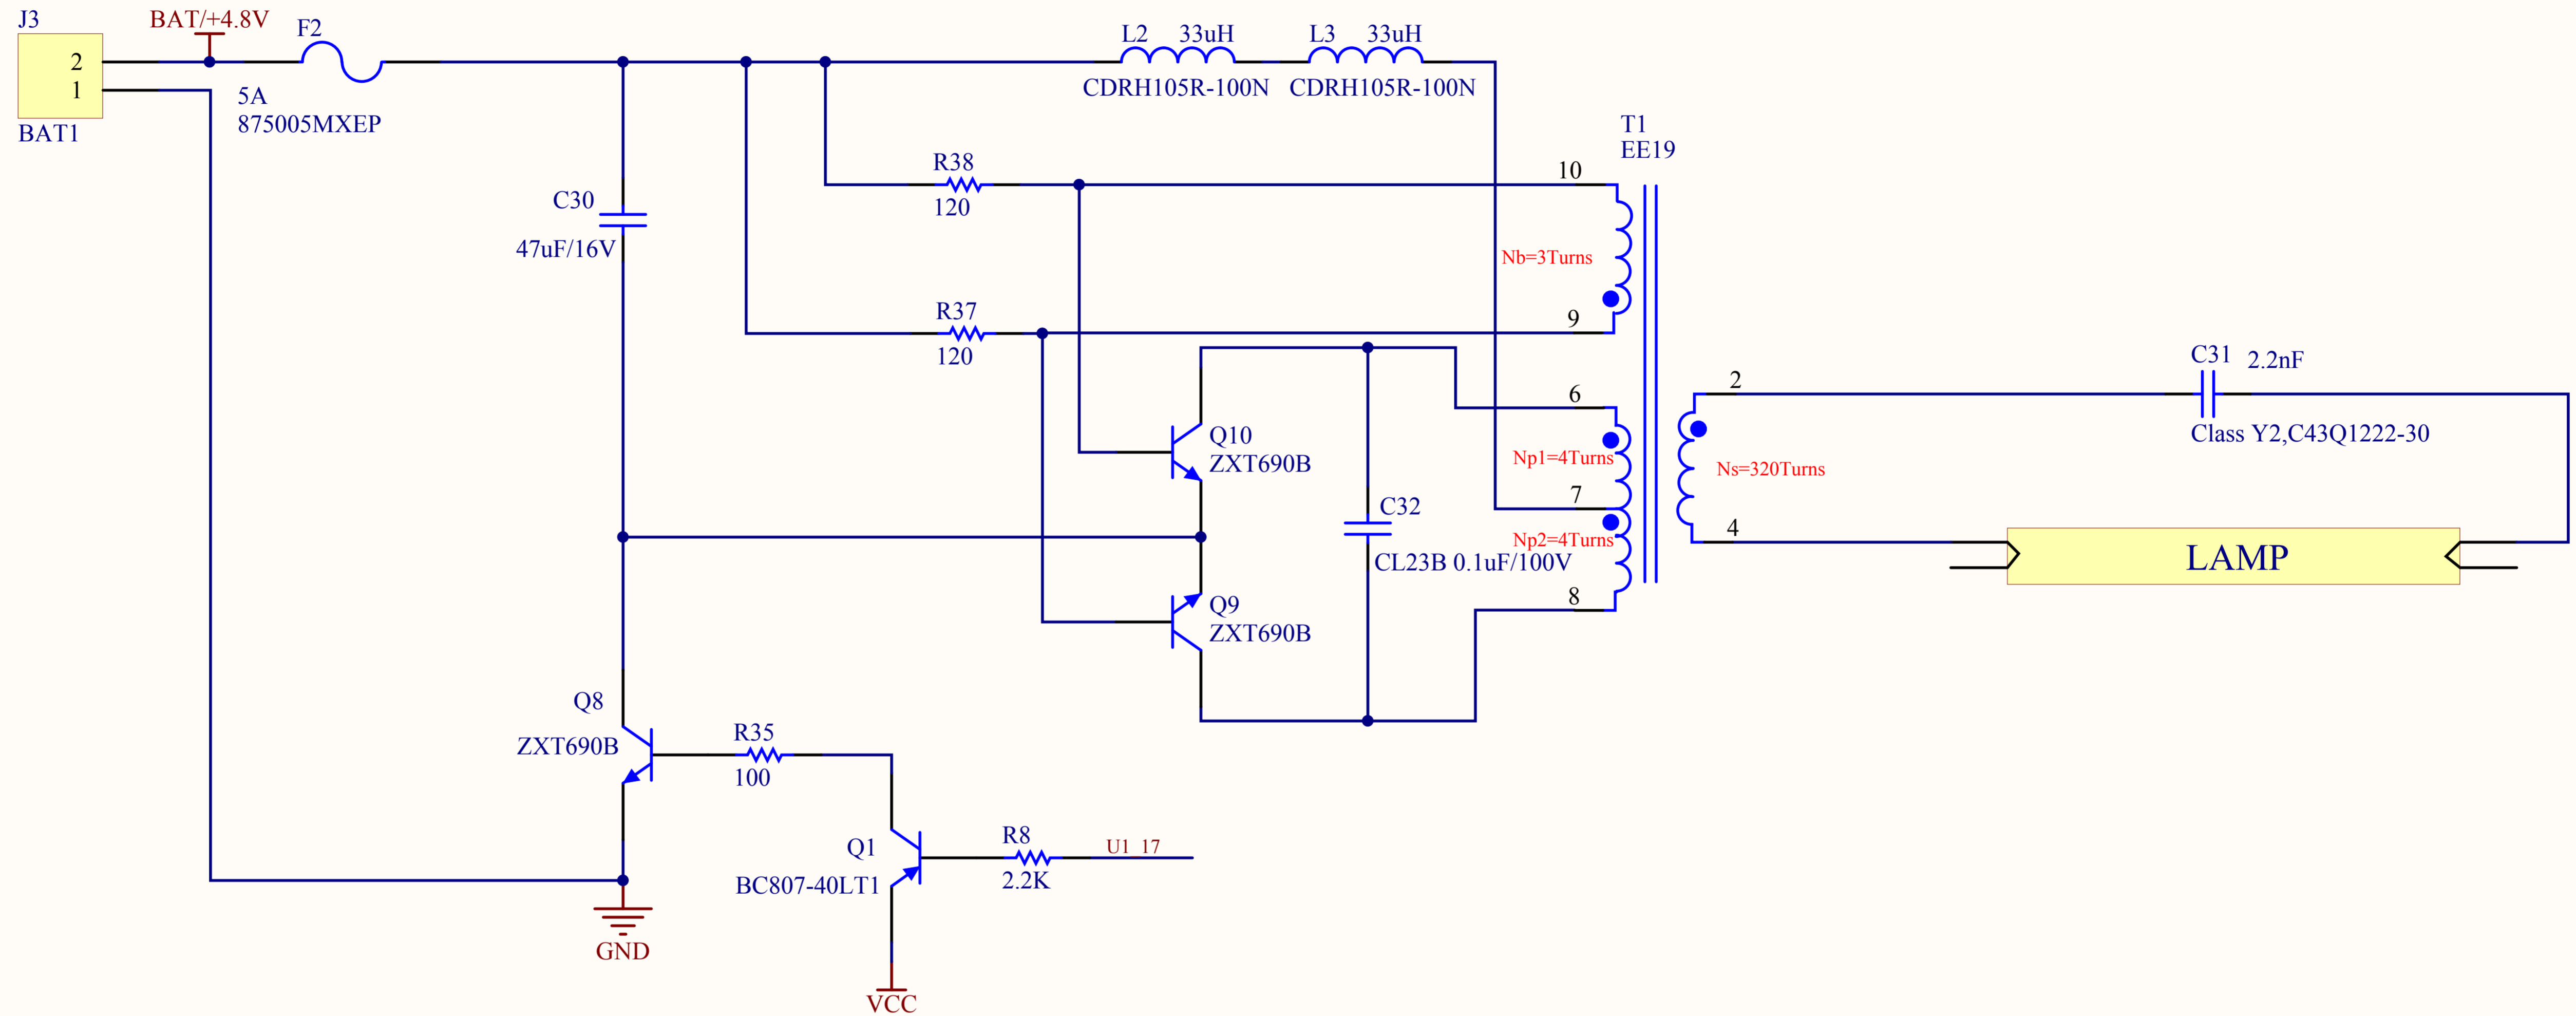 J3
BAT/+4.8V
F2
2
1
BAT1
5A
875005MXEP
L2 33uH
CDRH105R-100N
L3 33uH
CDRH105R-100N
T1
EE19
R38
120
10
C30
47uF/16V
Nb=3Turns
R37
120
9
6
2
C31 2.2nF
Class Y2,C43Q1222-30
Q10
ZXT690B
Np1=4Turns
Ns=320Turns
7
C32
CL23B 0.1uF/100V
Np2=4Turns
4
LAMP
8
Q9
ZXT690B
Q8
ZXT690B
R35
100
Q1
BC807-40LT1
R8
2.2K
U1_17
GND
VCC